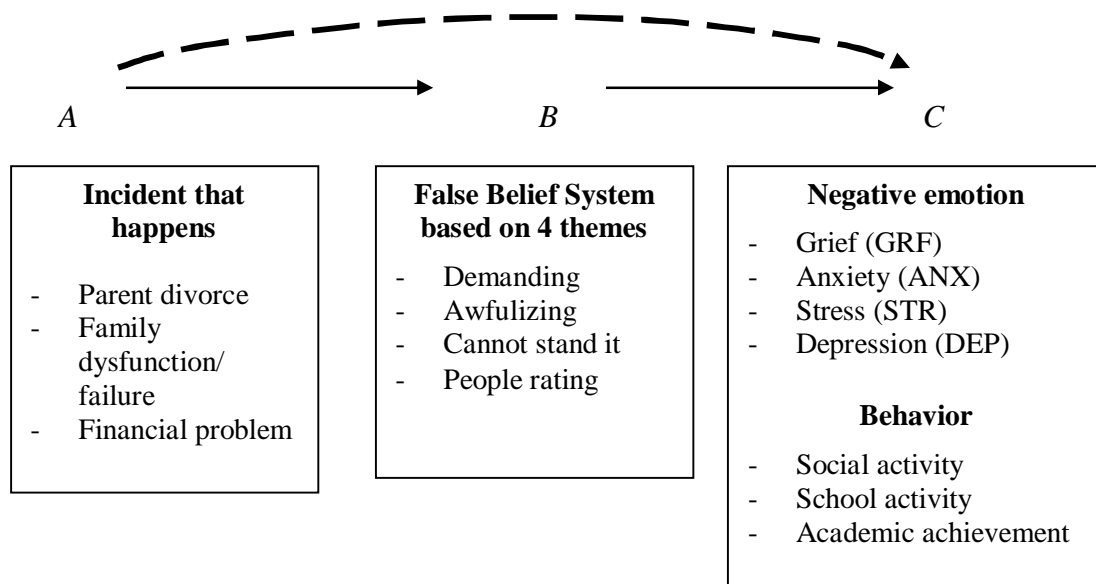 A
B
C
Incident that
happens
- Parent divorce
- Family
dysfunction/
failure
- Financial problem
False Belief System
based on 4 themes
- Demanding
- Awfulizing
- Cannot stand it
- People rating
Negative emotion
- Grief (GRF)
- Anxiety (ANX)
- Stress (STR)
- Depression (DEP)
Behavior
- Social activity
- School activity
- Academic achievement